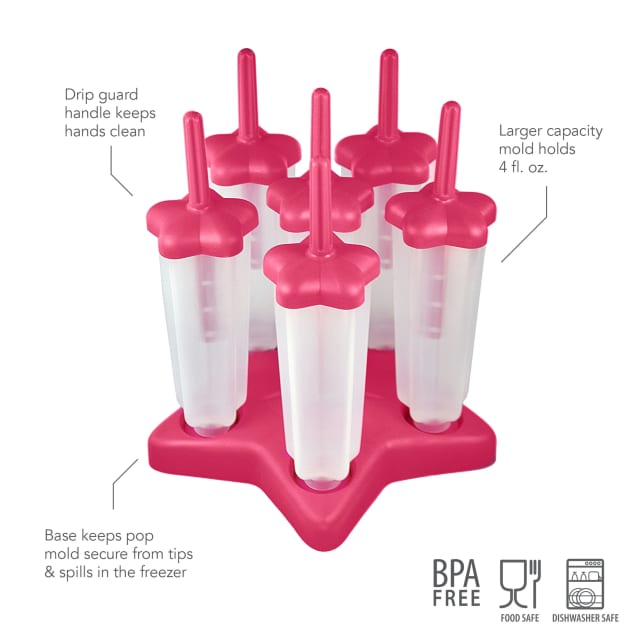 Drip guard
handle keeps
hands clean
Larger capacity
mold holds
4 fl. oz.
Base keeps pop
mold secure from tips
& spills in the freezer
BPA
FREE
FOOD SAFE
DISHWASHER SAFE